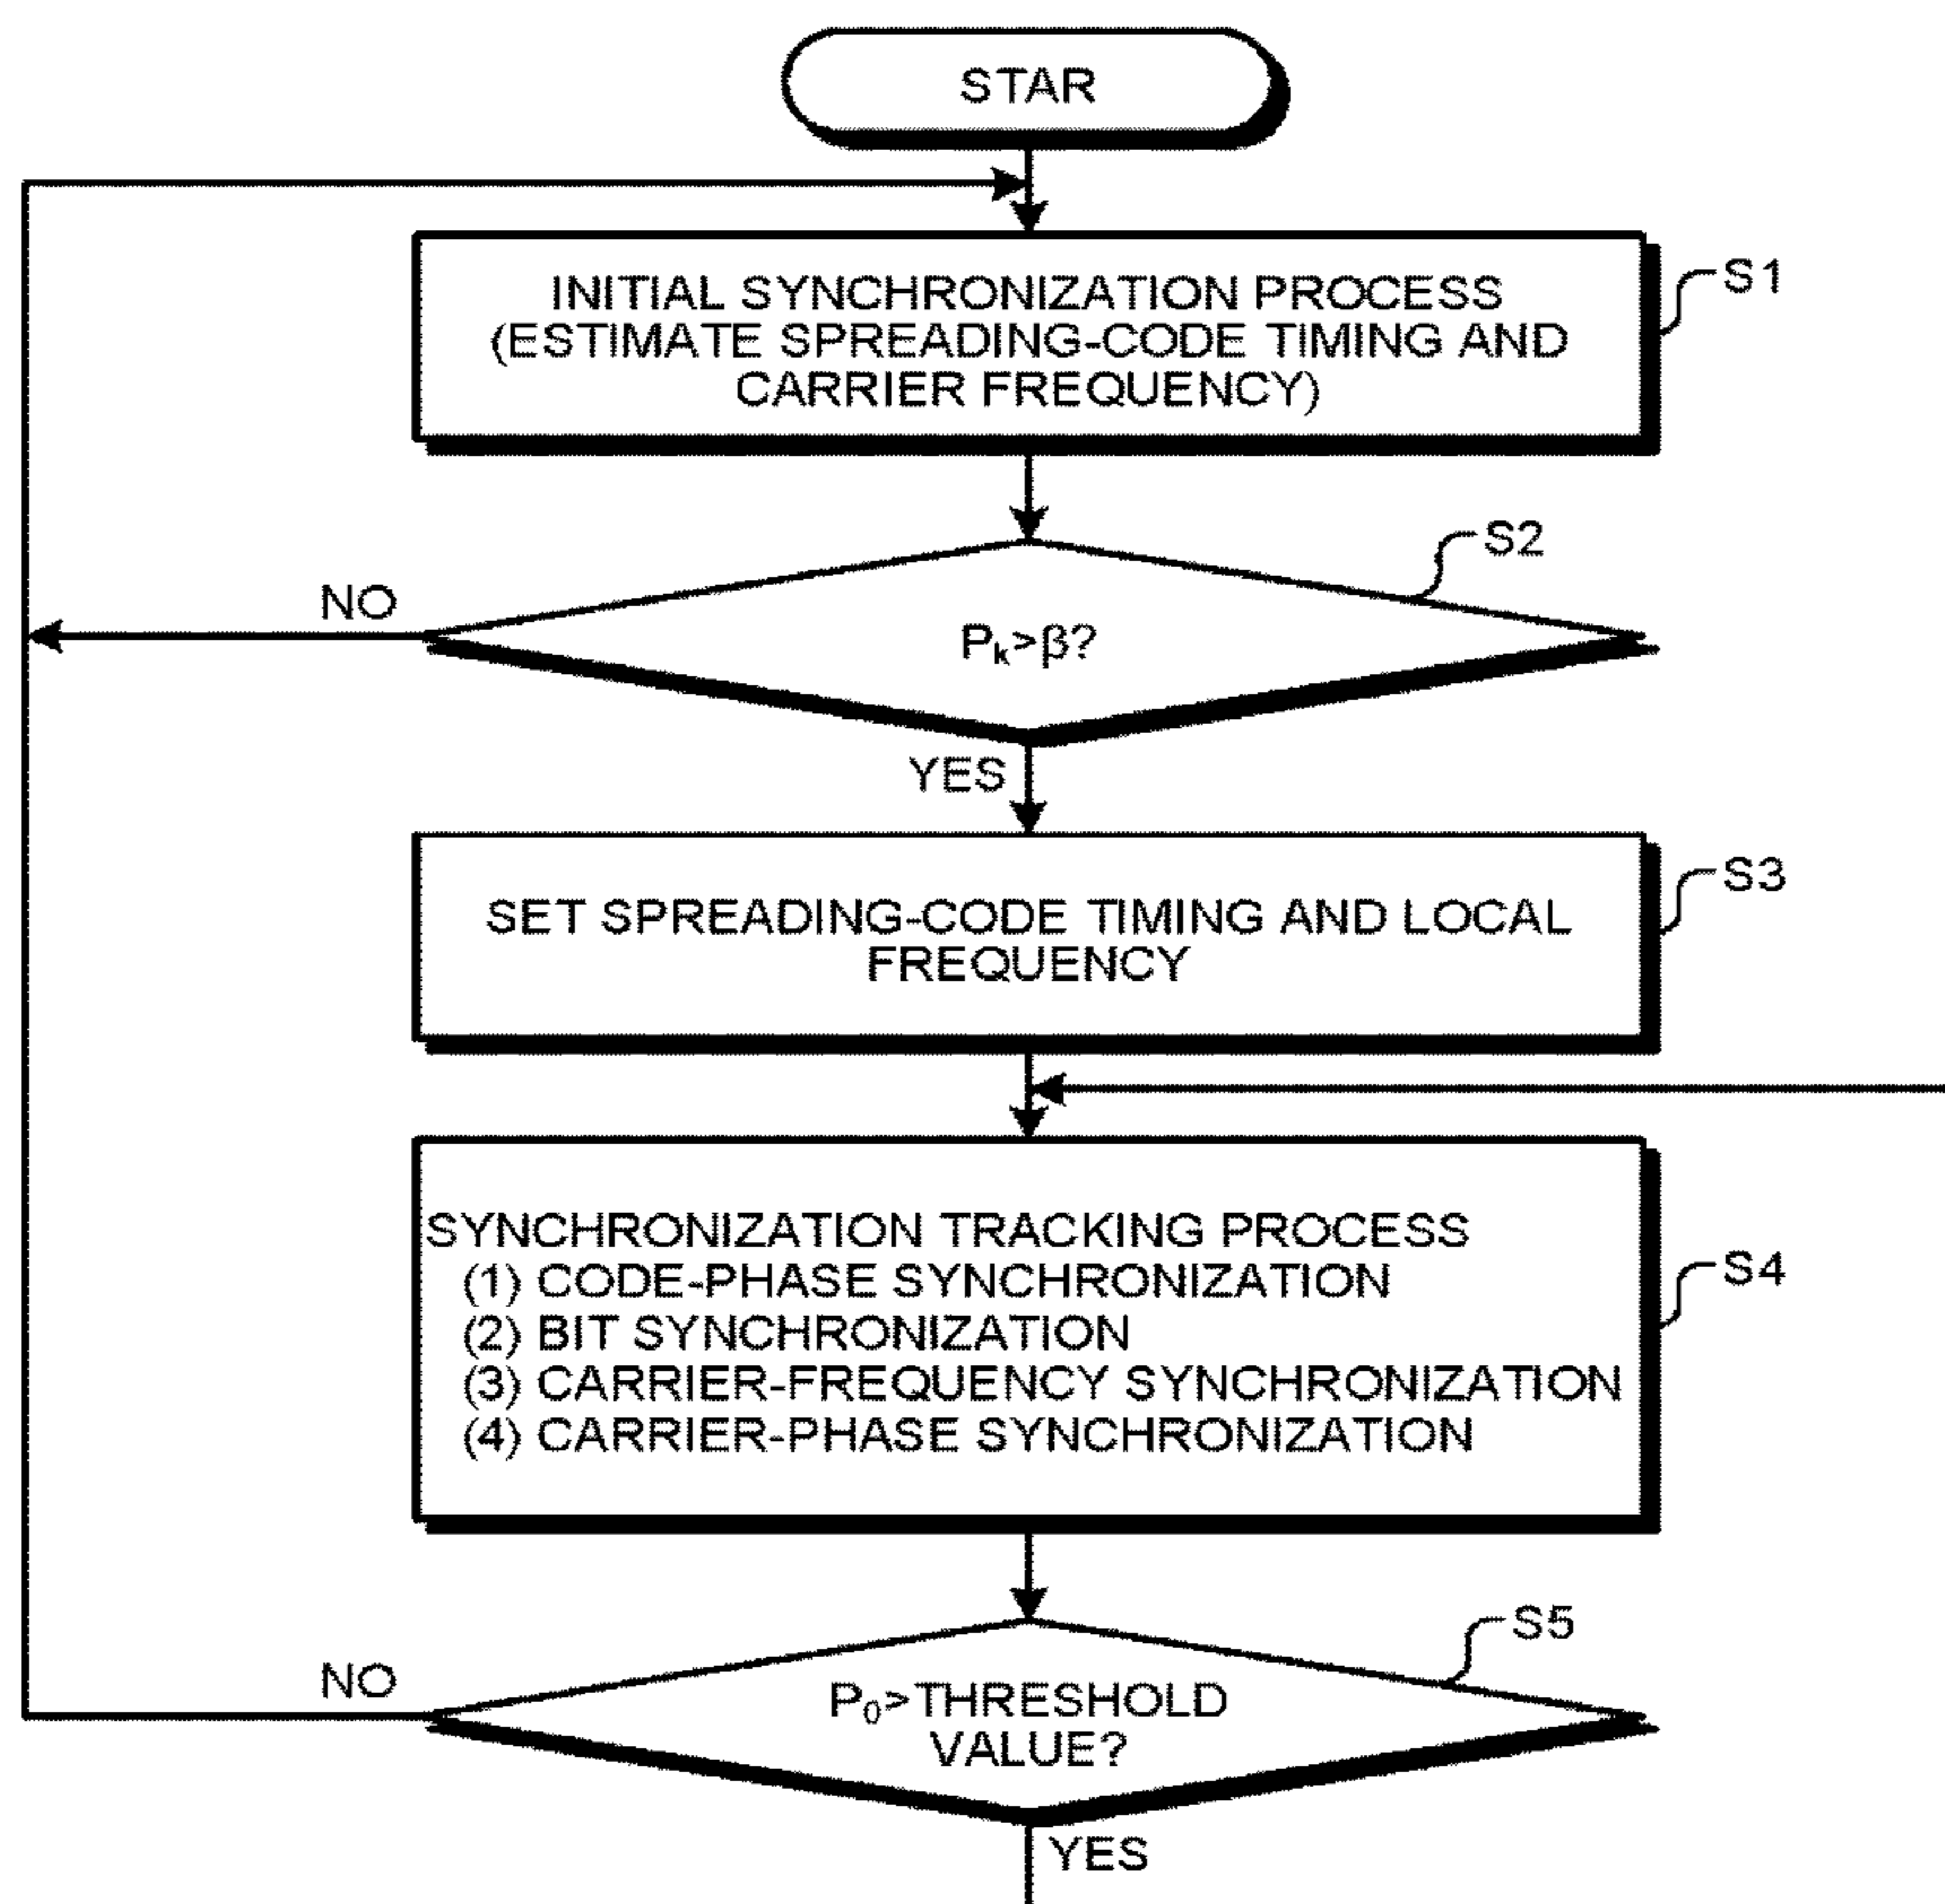 STAR
INITIAL SYNCHRONIZATION PROCESS
(ESTIMATE SPREADING-CODE TIMING AND
CARRIER FREQUENCY)
S1
S2
NO
Pk>β?
YES
S3
SET SPREADING-CODE TIMING AND LOCAL
FREQUENCY
SYNCHRONIZATION TRACKING PROCESS
(1) CODE-PHASE SYNCHRONIZATION
(2) BIT SYNCHRONIZATION
(3) CARRIER-FREQUENCY SYNCHRONIZATION
(4) CARRIER-PHASE SYNCHRONIZATION
S4
S5
NO
P0>THRESHOLD
VALUE?
YES